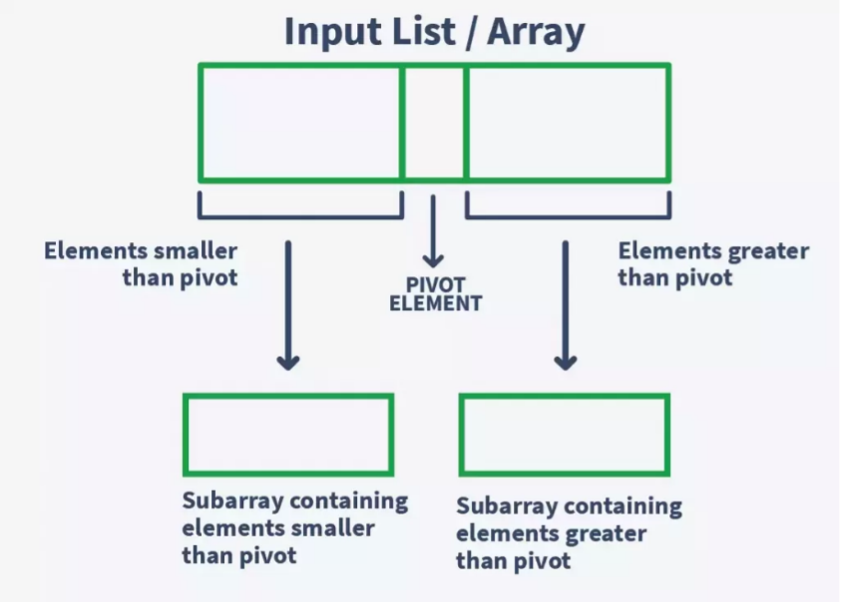 Input List / Array
Elements smaller
than pivot
PIVOT
ELEMENT
Elements greater
than pivot
Subarray containing
elements smaller
than pivot
Subarray containing
elements greater
than pivot